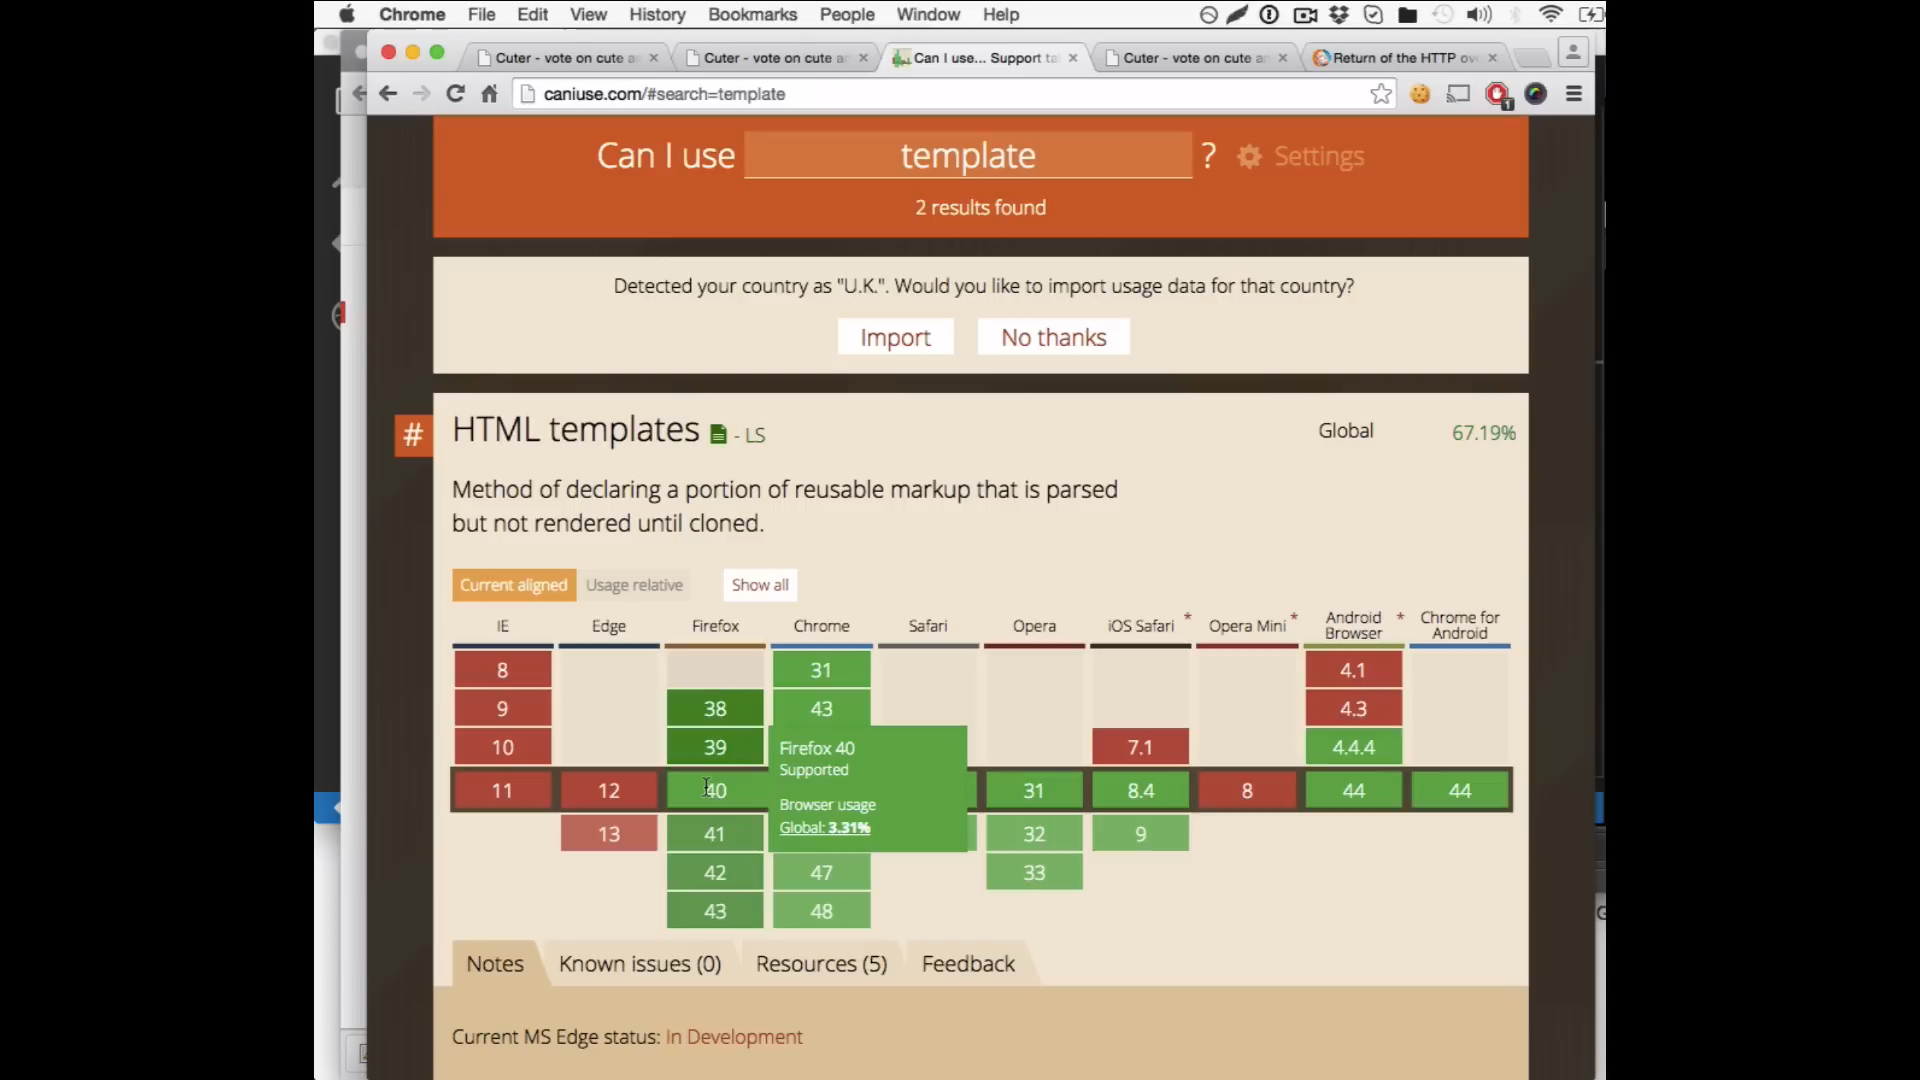 Chrome File Edit View History Bookmarks People Window Help
Cuter - vote on cute a
Cuter - vote on cute a
Can I use... Support ta
Cuter - vote on cute a
Return of the HTTP ov
caniuse.com/#search=template
1
Can I use template ? Settings
2 results found
Detected your country as "U.K.". Would you like to import usage data for that country?
Import No thanks
# HTML templates - LS Global 67.19%
Method of declaring a portion of reusable markup that is parsed
but not rendered until cloned.
Current aligned Usage relative Show all
IE Edge Firefox Chrome Safari Opera iOS Safari * Opera Mini * Android Browser * Chrome for Android
8 31 4.1
9 38 43 4.3
10 39 7.1 4.4.4
11 12 40 31 8.4 8 44 44
13 41 32 9
42 47 33
43 48
Firefox 40
Supported
Browser usage
Global: 3.31%
Notes Known issues (0) Resources (5) Feedback
Current MS Edge status: In Development